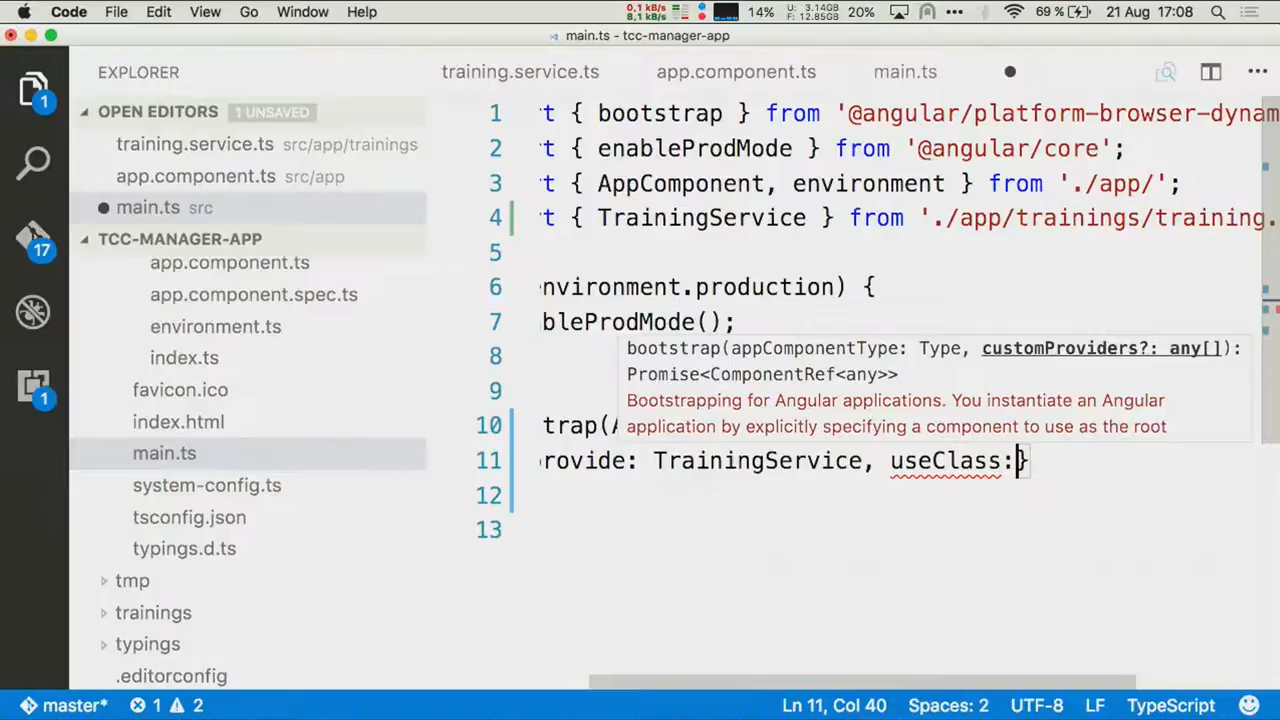 Code File Edit View Go Window Help 0,1 kB/s 8,1 kB/s 14% U: 3.14GB F: 12.85GB 20% 69 % 21 Aug 17:08
main.ts - tcc-manager-app
EXPLORER
training.service.ts app.component.ts main.ts
OPEN EDITORS 1 UNSAVED
training.service.ts src/app/trainings
app.component.ts src/app
main.ts src
TCC-MANAGER-APP
app.component.ts
app.component.spec.ts
environment.ts
index.ts
favicon.ico
index.html
main.ts
system-config.ts
tsconfig.json
typings.d.ts
tmp
trainings
typings
.editorconfig
1
17
1
1 rt { bootstrap } from '@angular/platform-browser-dynam
2 rt { enableProdMode } from '@angular/core';
3 rt { AppComponent, environment } from './app/';
4 rt { TrainingService } from './app/trainings/training.
5
6 nvironment.production) {
7 bleProdMode();
8
9
10 trap(A
11 rovide: TrainingService, useClass:}
12
13
bootstrap(appComponentType: Type, customProviders?: any[]):
Promise<ComponentRef<any>>
Bootstrapping for Angular applications. You instantiate an Angular
application by explicitly specifying a component to use as the root
master* 1 2 Ln 11, Col 40 Spaces: 2 UTF-8 LF TypeScript